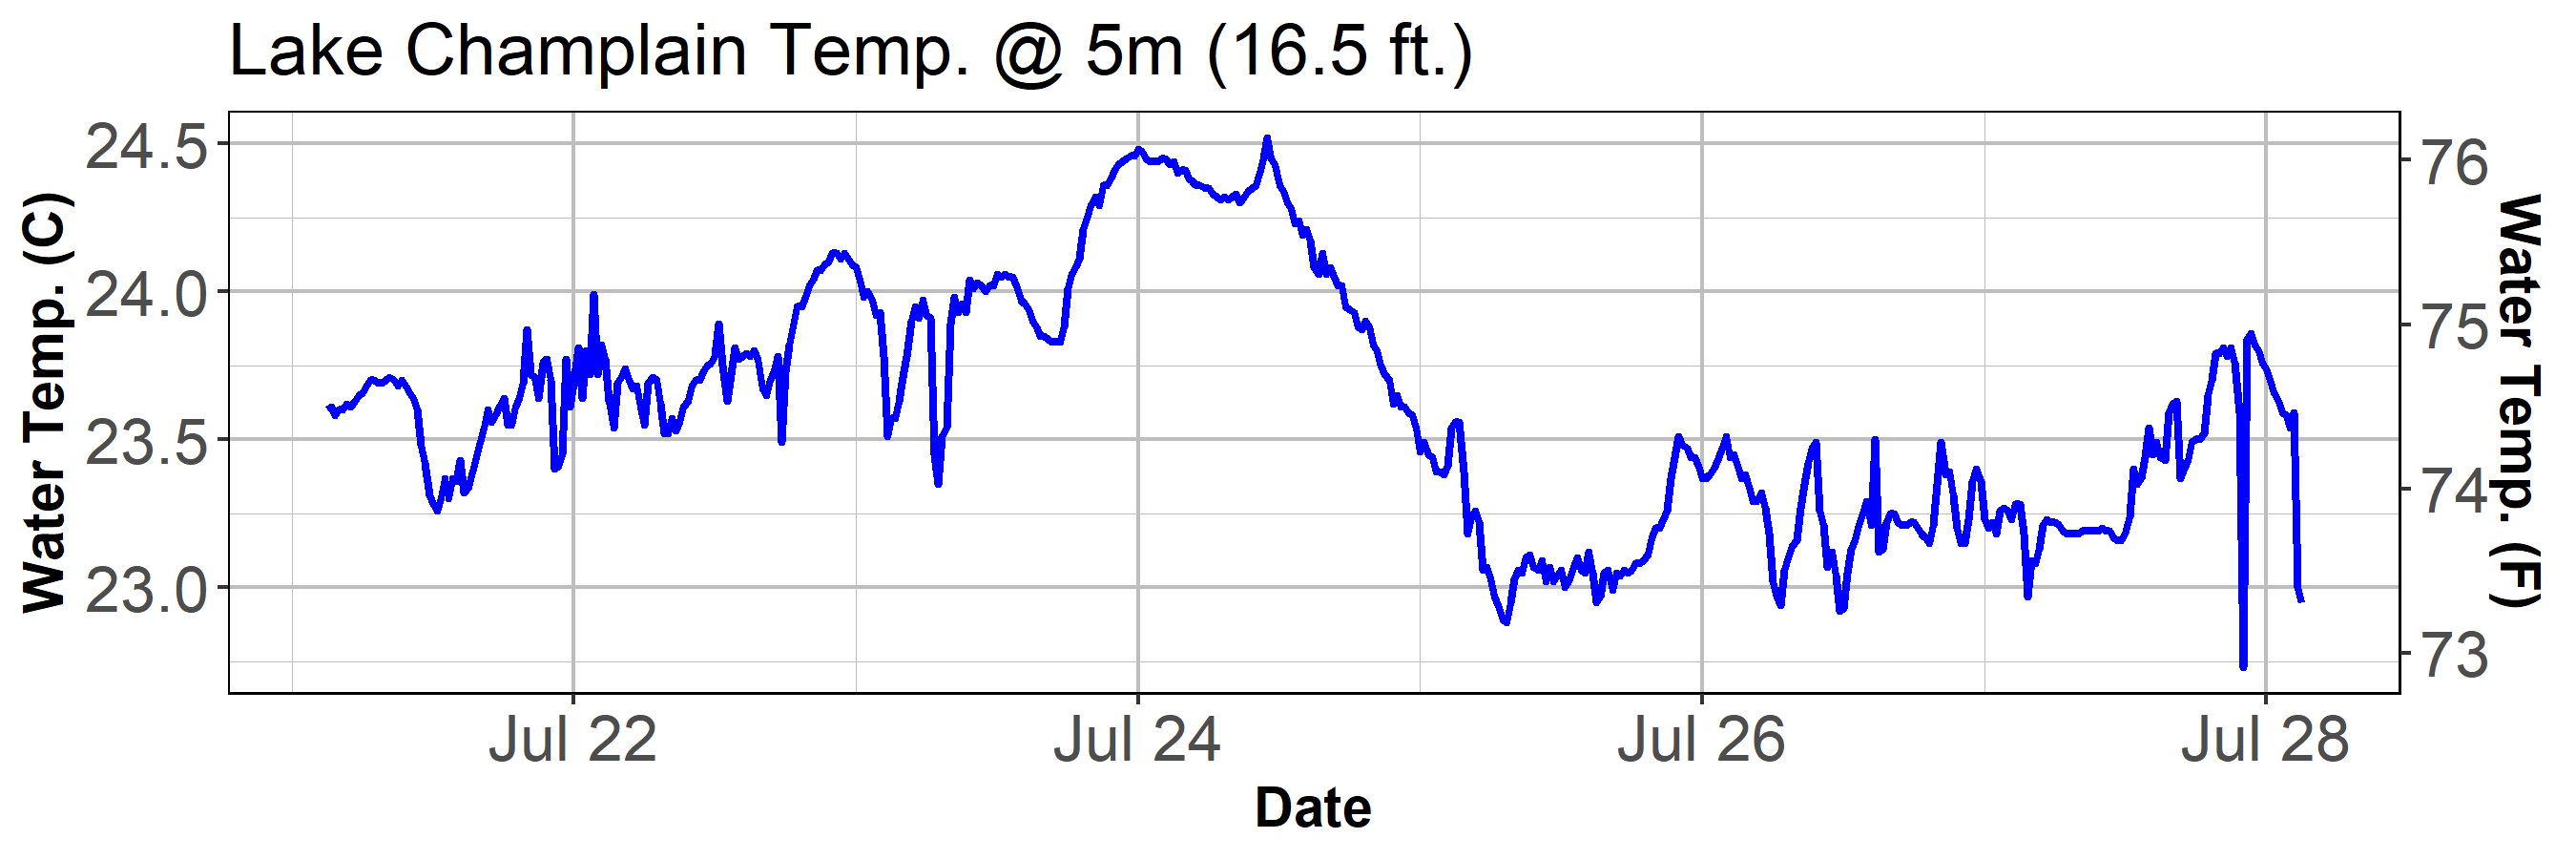 Lake Champlain Temp. @ 5m (16.5 ft.)
Water Temp. (C)
24.5
24.0
23.5
23.0
76
75
74
73
Water Temp. (F)
Jul 22
Jul 24
Jul 26
Jul 28
Date